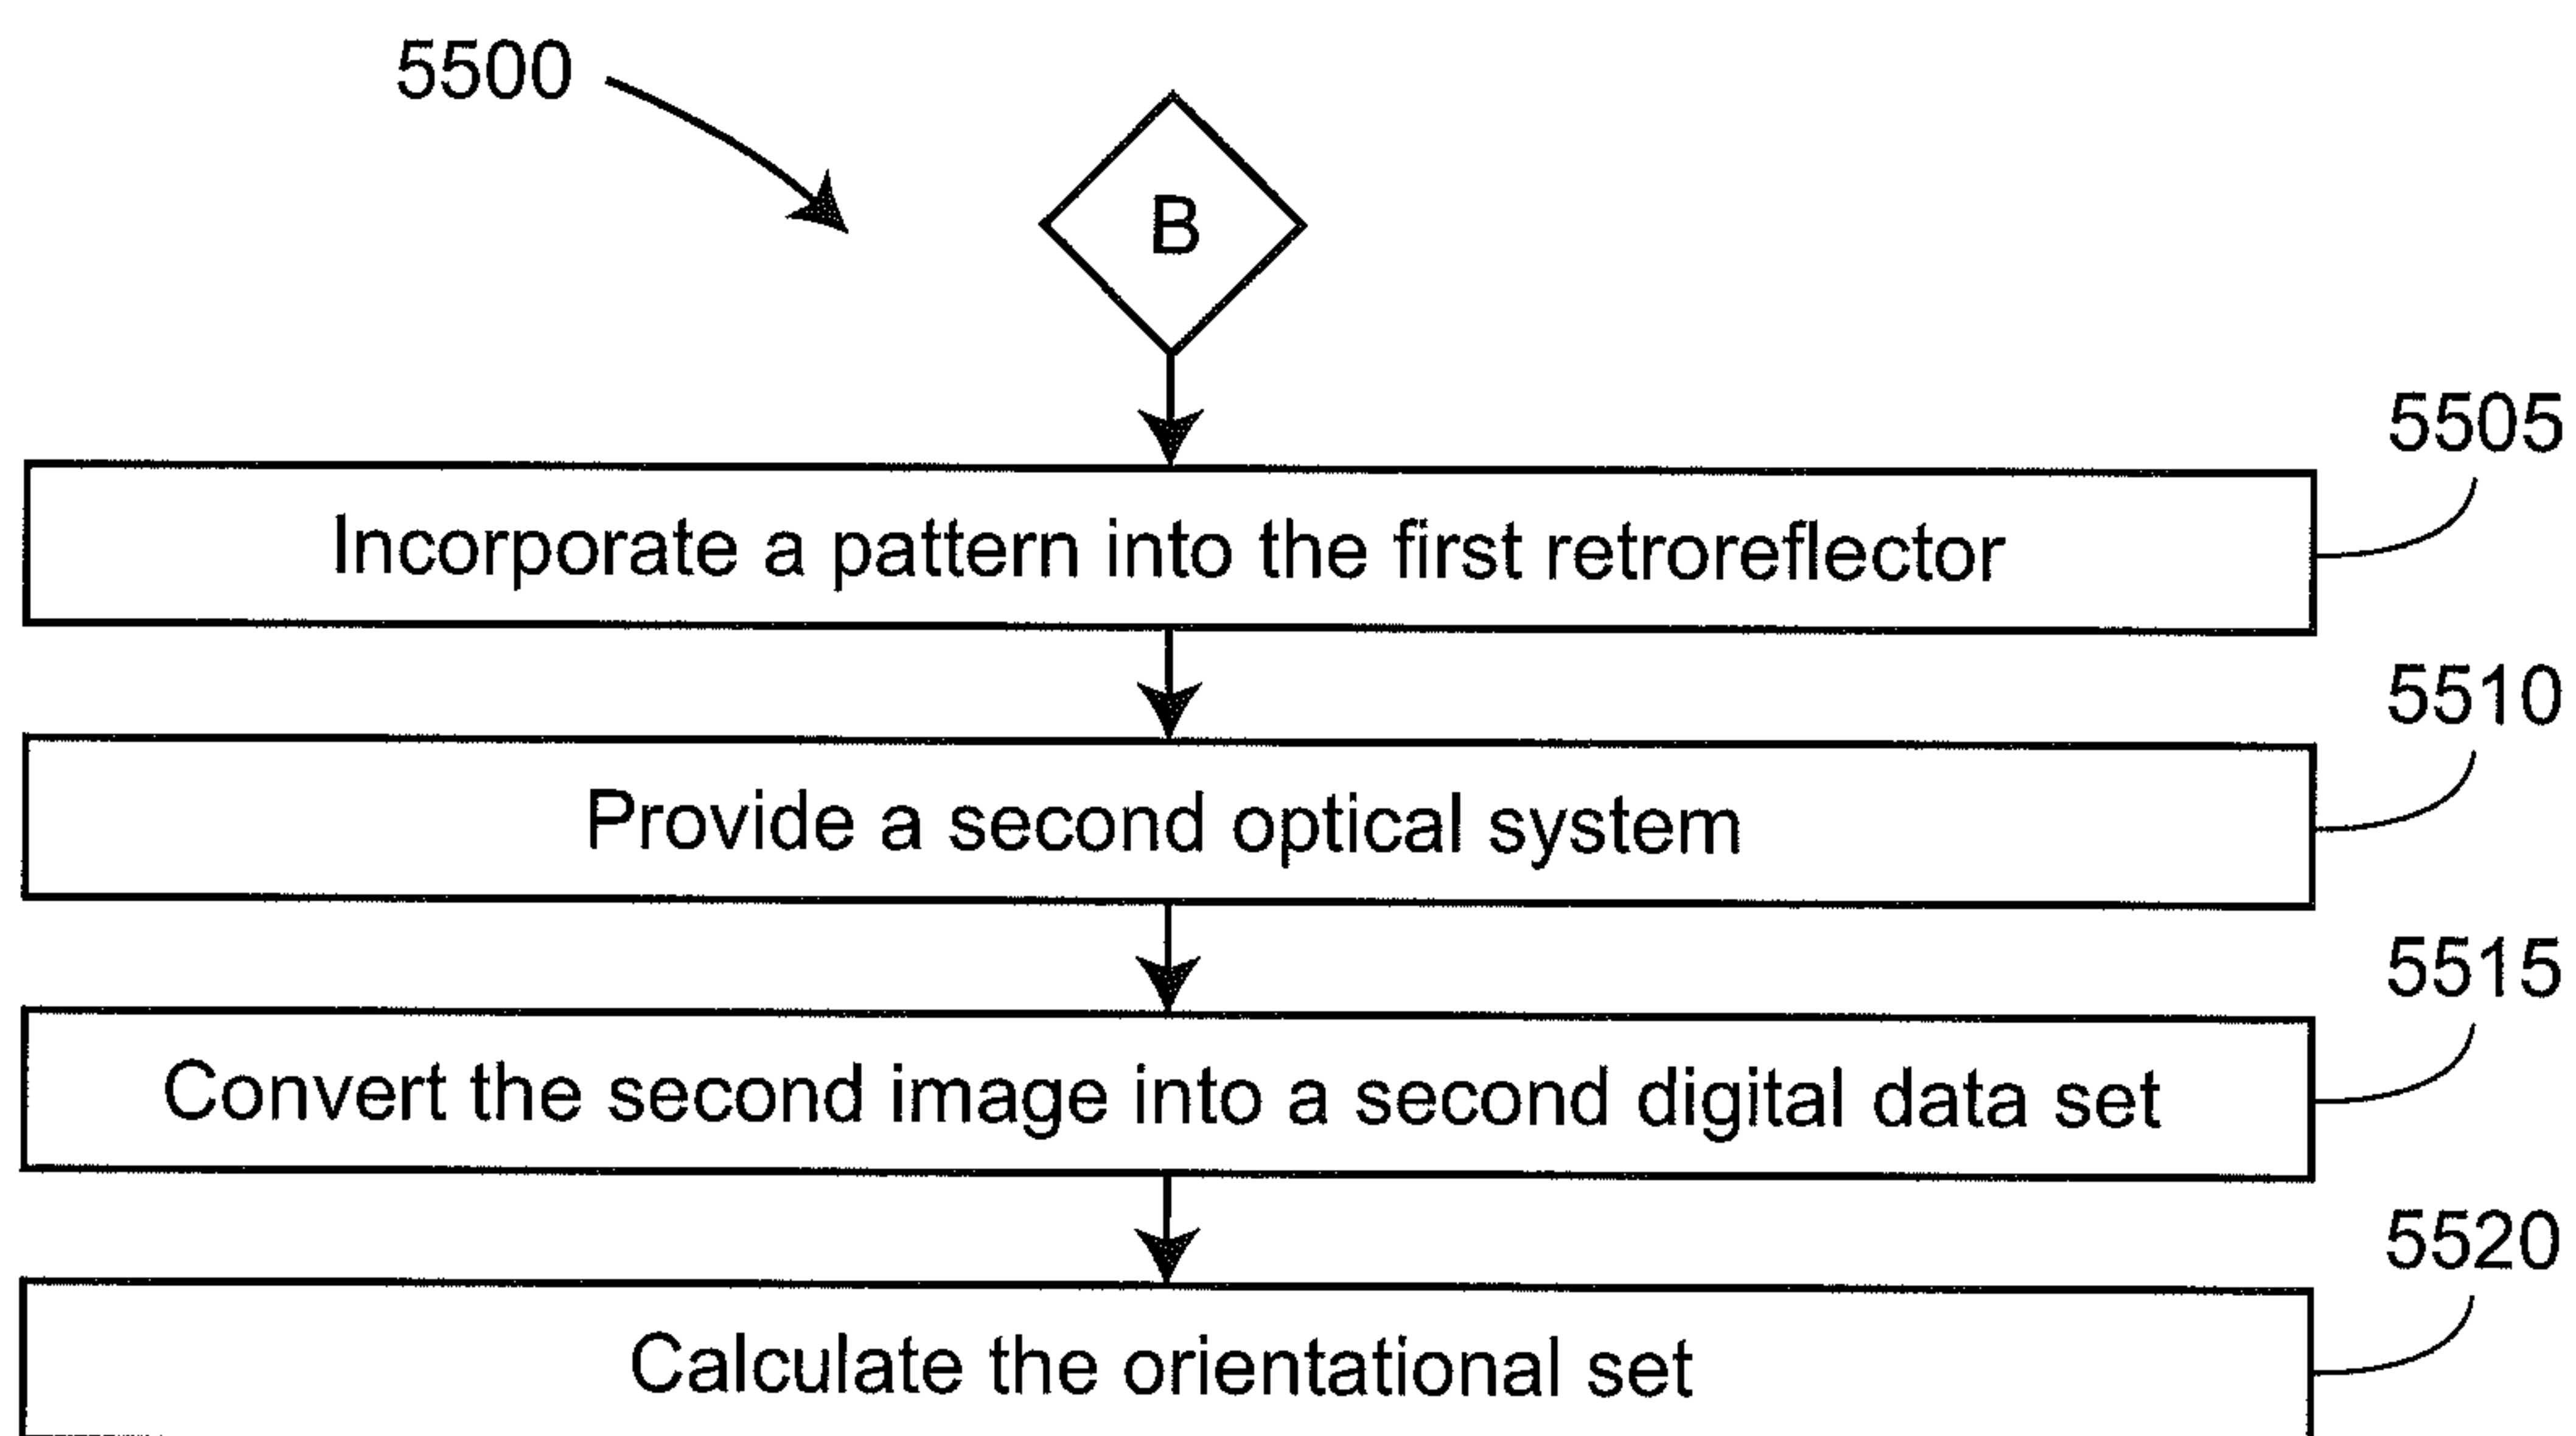 5500
B
5505
Incorporate a pattern into the first retroreflector
5510
Provide a second optical system
5515
Convert the second image into a second digital data set
5520
Calculate the orientational set